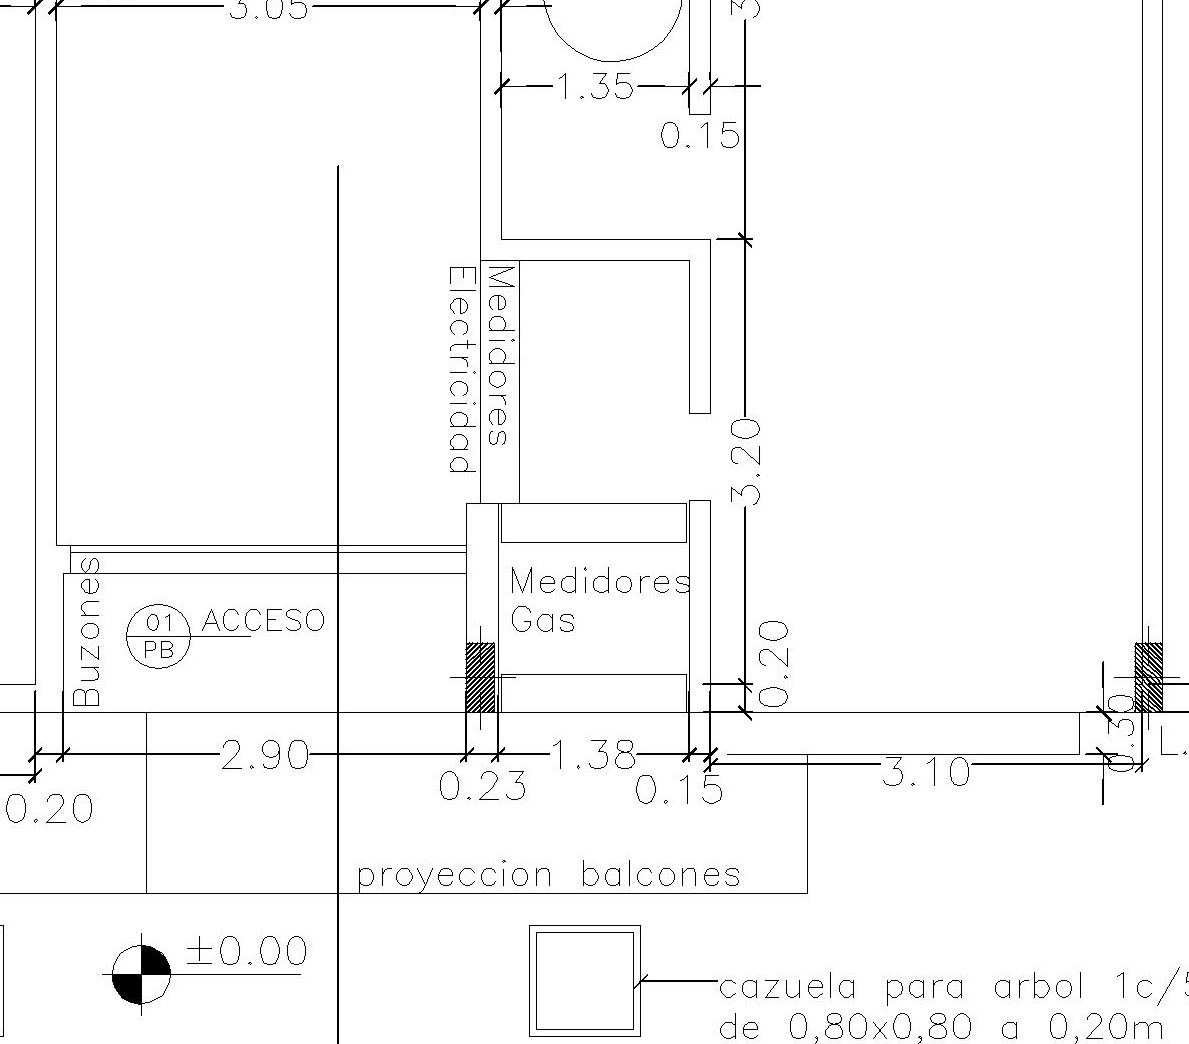 3.05
1.35
0.15
Medidores
Electricidad
3.20
Buzones
01
PB
ACCESO
Medidores
Gas
0.20
0.30
2.90
0.23
1.38
0.15
3.10
0.20
proyeccion balcones
±0.00
cazuela para arbol 1c/5
de 0,80x0,80 a 0,20m